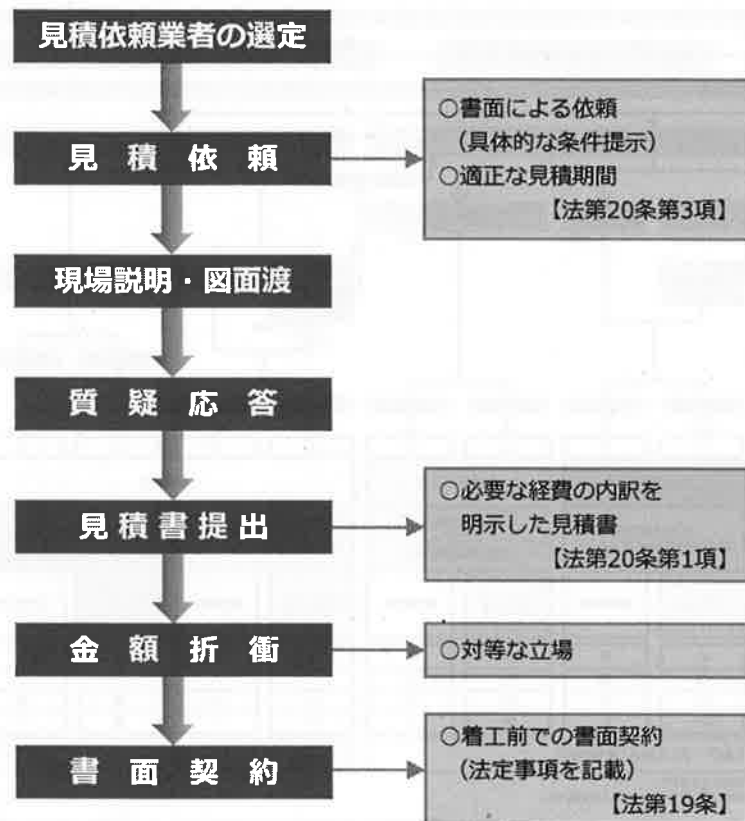 見積依頼業者の選定
見積依頼
○書面による依頼
（具体的な条件提示）
○適正な見積期間
【法第20条第3項】
現場説明・図面渡
質疑応答
見積書提出
○必要な経費の内訳を
明示した見積書
【法第20条第1項】
金額折衝
○対等な立場
書面契約
○着工前での書面契約
（法定事項を記載）
【法第19条】